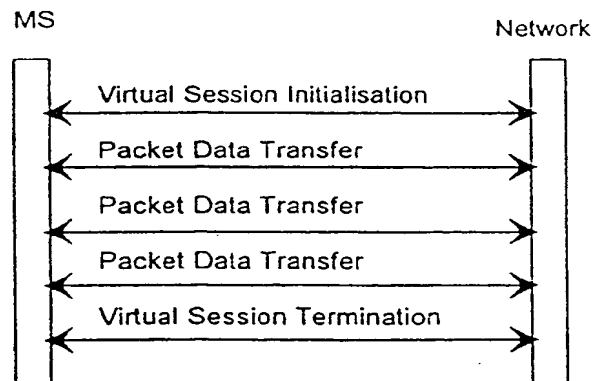 MS
Network
Virtual Session Initialisation
Packet Data Transfer
Packet Data Transfer
Packet Data Transfer
Virtual Session Termination